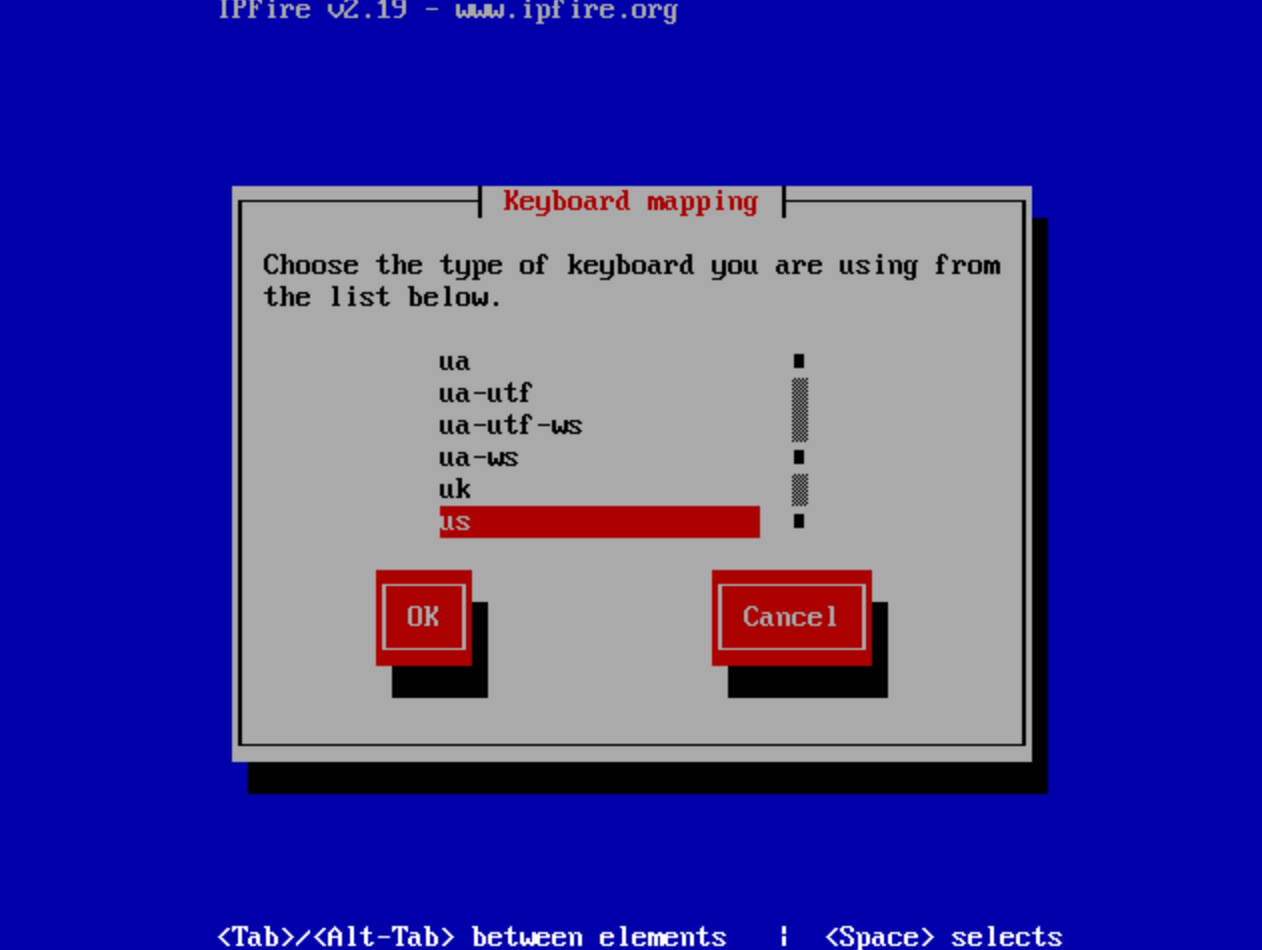 IPFire v2.19 - www.ipfire.org
Keyboard mapping
Choose the type of keyboard you are using from
the list below.
ua
ua-utf
ua-utf-ws
ua-ws
uk
us
OK
Cancel
<Tab>/<Alt-Tab> between elements | <Space> selects